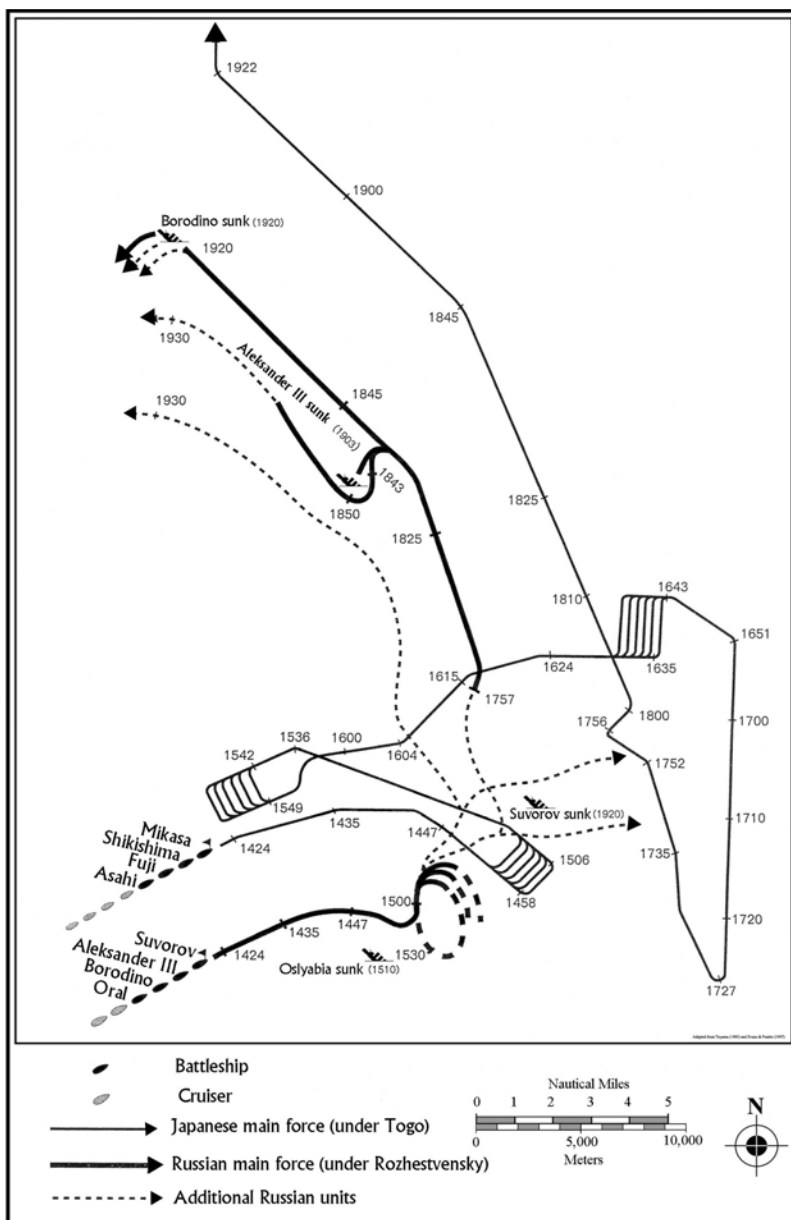 1922
1900
Borodino sunk (1920)
1920
1845
1930
Aleksander III sunk (1903)
1845
1930
1843
1850
1825
1825
1810
1643
1651
1624
1635
1615
1757
1800
1756
1700
1536
1600
1604
1542
1752
1549
Suvorov sunk (1920)
Mikasa
Shikishima
Fuji
Asahi
1424
1435
1447
1506
1710
1735
1458
1500
Suvorov
Aleksander III
Borodino
Oral
1424
1435
1447
1530
Oslyabia sunk (1510)
1720
1727
Battleship
Cruiser
Japanese main force (under Togo)
Russian main force (under Rozhestvensky)
Additional Russian units
Nautical Miles
0 1 2 3 4 5
0 5,000 10,000
Meters
N